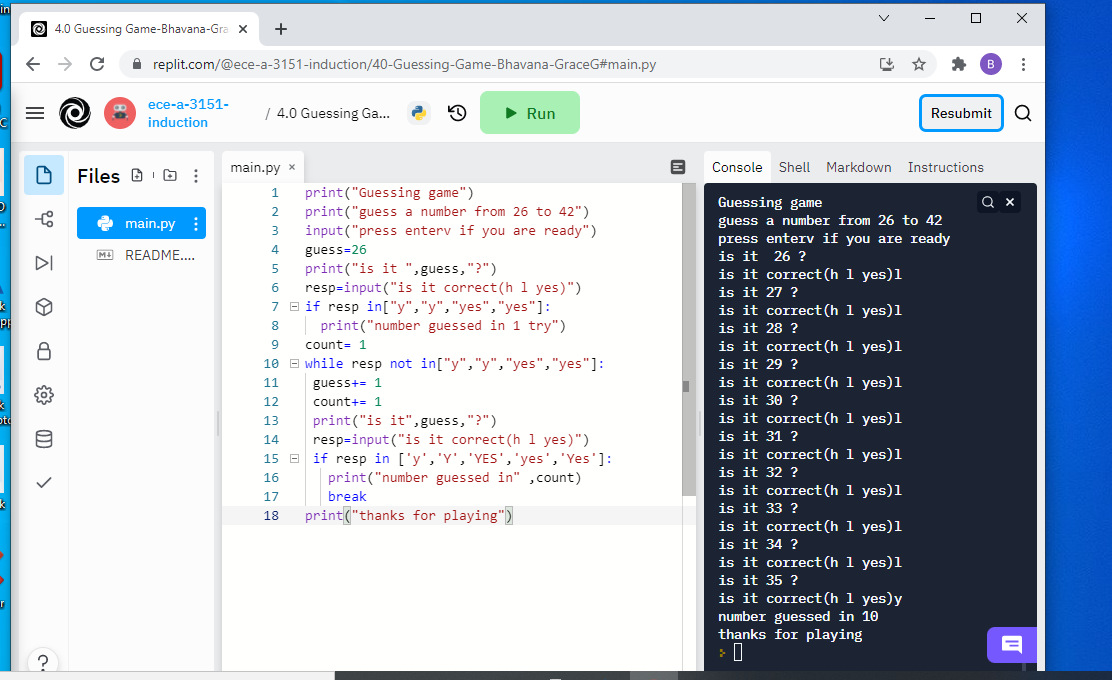 4.0 Guessing Game-Bhavana-Gra
replit.com/@ece-a-3151-induction/40-Guessing-Game-Bhavana-GraceG#main.py
B
ece-a-3151-
induction
/ 4.0 Guessing Ga...
Run
Resubmit
Files
main.py
README....
main.py
1 print("Guessing game")
2 print("guess a number from 26 to 42")
3 input("press enterv if you are ready")
4 guess=26
5 print("is it ",guess,"?")
6 resp=input("is it correct(h l yes)")
7 if resp in["y","y","yes","yes"]:
8 print("number guessed in 1 try")
9 count= 1
10 while resp not in["y","y","yes","yes"]:
11 guess+= 1
12 count+= 1
13 print("is it",guess,"?")
14 resp=input("is it correct(h l yes)")
15 if resp in ['y','Y','YES','yes','Yes']:
16 print("number guessed in" ,count)
17 break
18 print("thanks for playing")
Console Shell Markdown Instructions
Guessing game
guess a number from 26 to 42
press enterv if you are ready
is it  26 ?
is it correct(h l yes)l
is it 27 ?
is it correct(h l yes)l
is it 28 ?
is it correct(h l yes)l
is it 29 ?
is it correct(h l yes)l
is it 30 ?
is it correct(h l yes)l
is it 31 ?
is it correct(h l yes)l
is it 32 ?
is it correct(h l yes)l
is it 33 ?
is it correct(h l yes)l
is it 34 ?
is it correct(h l yes)l
is it 35 ?
is it correct(h l yes)y
number guessed in 10
thanks for playing